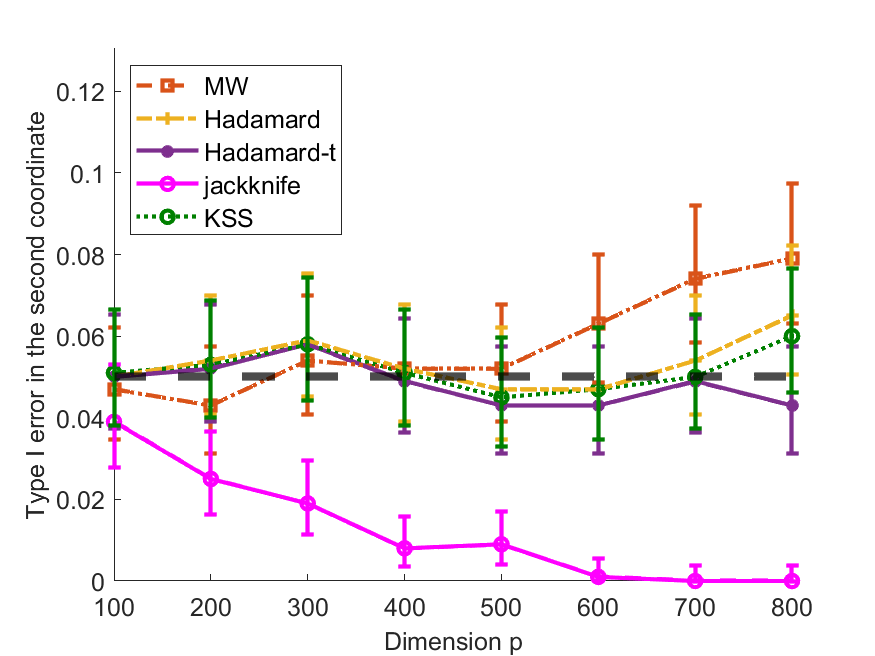 0.12
0.1
0.08
0.06
0.04
0.02
0
Type I error in the second coordinate
MW
Hadamard
Hadamard-t
jackknife
KSS
100 200 300 400 500 600 700 800
Dimension p